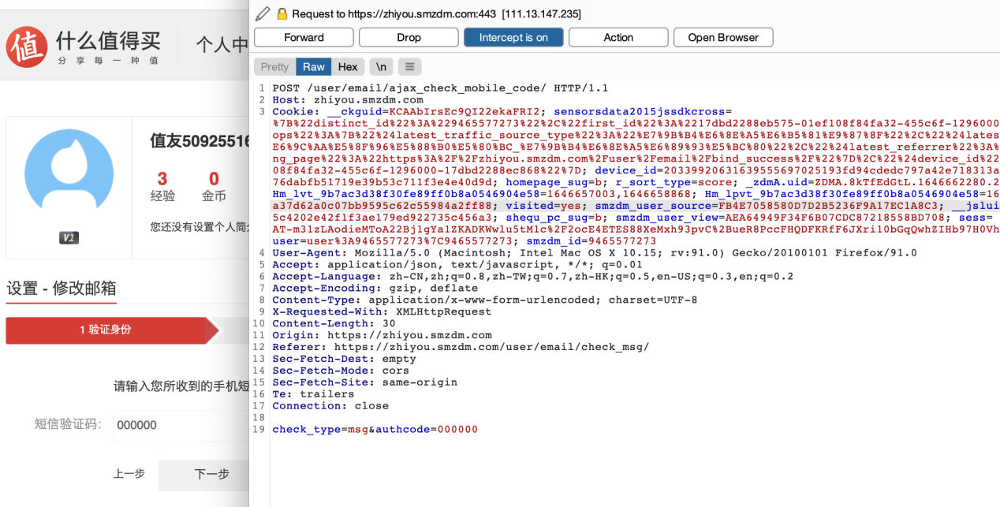 值
什么值得买
分享每一种值
个人中
值友50925516
3
0
经验
金币
您还没有设置个人简
V1
设置 - 修改邮箱
1 验证身份
请输入您所收到的手机短
短信验证码：
000000
上一步
下一步
Request to https://zhiyou.smzdm.com:443 [111.13.147.235]
Forward
Drop
Intercept is on
Action
Open Browser
Pretty
Raw
Hex
\n
1 POST /user/email/ajax_check_mobile_code/ HTTP/1.1
2 Host: zhiyou.smzdm.com
3 Cookie: __ckguid=KCAAbIrsEc9QI22ekaFRI2; sensorsdata2015jssdkcross=
%7B%22distinct_id%22%3A%229465577273%22%2C%22first_id%22%3A%2217dbd2288eb575-01ef108f84fa32-455c6f-1296000
ops%22%3A%7B%22%24latest_traffic_source_type%22%3A%22%E7%9B%B4%E6%8E%A5%E6%B5%81%E9%87%8F%22%2C%22%24lates
E6%9C%AA%E5%8F%96%E5%88%B0%E5%80%BC_%E7%9B%B4%E6%8E%A5%E6%89%93%E5%BC%80%22%2C%22%24latest_referrer%22%3A%
ng_page%22%3A%22https%3A%2F%2Fzhiyou.smzdm.com%2Fuser%2Femail%2Fbind_success%2F%22%7D%2C%22%24device_id%22
08f84fa32-455c6f-1296000-17dbd2288ec868%22%7D; device_id=20339920631639555697025193fd94cdedc797a42e718313a
76dabfb51719e39b53c711f3e4e40d9d; homepage_sug=b; r_sort_type=score; _zdmA.uid=ZDMA.8kTfEdGtL.1646662280.2
Hm_lvt_9b7ac3d38f30fe89ff0b8a0546904e58=1646657003,1646658868; Hm_lpvt_9b7ac3d38f30fe89ff0b8a0546904e58=16
a37d62a0c07bb9595c62c55984a2ff88; visited=yes; smzdm_user_source=FB4E7058580D7D2B5236F9A17EC1A8C3; __jslui
5c4202e42f1f3ae179ed922735c456a3; shequ_pc_sug=b; smzdm_user_view=AEA64949F34F6B07CDC87218558BD708; sess=
AT-m31zLAodieMToA22Bj1gYa1ZKADKWwlu5tM1c%2F2ocE4ETES88XeMxh93pvC%2BueR8PccFHQDFKRfF6JXri10bGqQwhZIHb97H0Vh
user=user%3A9465577273%7C9465577273; smzdm_id=9465577273
4 User-Agent: Mozilla/5.0 (Macintosh; Intel Mac OS X 10.15; rv:91.0) Gecko/20100101 Firefox/91.0
5 Accept: application/json, text/javascript, */*; q=0.01
6 Accept-Language: zh-CN,zh;q=0.8,zh-TW;q=0.7,zh-HK;q=0.5,en-US;q=0.3,en;q=0.2
7 Accept-Encoding: gzip, deflate
8 Content-Type: application/x-www-form-urlencoded; charset=UTF-8
9 X-Requested-With: XMLHttpRequest
10 Content-Length: 30
11 Origin: https://zhiyou.smzdm.com
12 Referer: https://zhiyou.smzdm.com/user/email/check_msg/
13 Sec-Fetch-Dest: empty
14 Sec-Fetch-Mode: cors
15 Sec-Fetch-Site: same-origin
16 Te: trailers
17 Connection: close
18
19 check_type=msg&authcode=000000